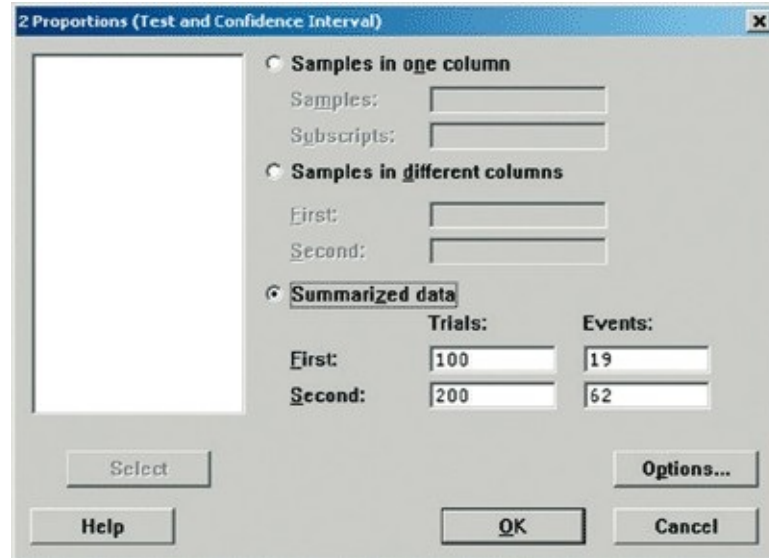 2 Proportions (Test and Confidence Interval)
Samples in one column
Samples:
Subscripts:
Samples in different columns
First:
Second:
Summarized data
Trials: Events:
First: 100 19
Second: 200 62
Select
Options...
Help
OK
Cancel